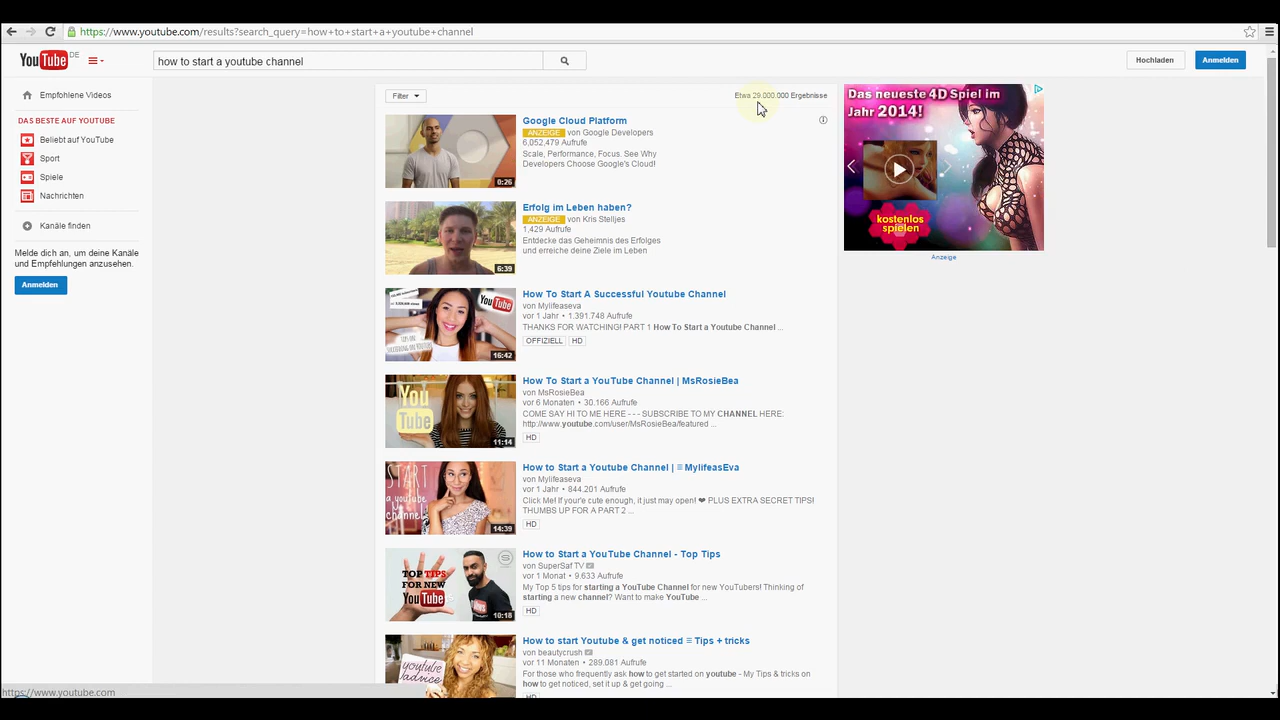 https://www.youtube.com/results?search_query=how+to+start+a+youtube+channel
YouTube DE
how to start a youtube channel
Hochladen
Anmelden
Empfohlene Videos
DAS BESTE AUF YOUTUBE
Beliebt auf YouTube
Sport
Spiele
Nachrichten
Kanäle finden
Melde dich an, um deine Kanäle
und Empfehlungen anzusehen.
Anmelden
Filter
Etwa 29.000.000 Ergebnisse
Google Cloud Platform
ANZEIGE von Google Developers
6,052,479 Aufrufe
Scale, Performance, Focus. See Why
Developers Choose Google's Cloud!
0:26
Erfolg im Leben haben?
ANZEIGE von Kris Stelljes
1,429 Aufrufe
Entdecke das Geheimnis des Erfolges
und erreiche deine Ziele im Leben
6:39
How To Start A Successful Youtube Channel
von Mylifeaseva
vor 1 Jahr • 1.391.748 Aufrufe
THANKS FOR WATCHING! PART 1 How To Start a Youtube Channel ...
OFFIZIELL HD
YouTube
16:42
How To Start a YouTube Channel | MsRosieBea
von MsRosieBea
vor 6 Monaten • 30.166 Aufrufe
COME SAY HI TO ME HERE - - - SUBSCRIBE TO MY CHANNEL HERE:
http://www.youtube.com/user/MsRosieBea/featured ...
HD
You
Tube
11:14
How to Start a Youtube Channel | ≡ MylifeasEva
von Mylifeaseva
vor 1 Jahr • 844.201 Aufrufe
Click Me! If your'e cute enough, it just may open! ❤ PLUS EXTRA SECRET TIPS!
THUMBS UP FOR A PART 2 ...
HD
START
a youtube
channel
14:39
How to Start a YouTube Channel - Top Tips
von SuperSaf TV
vor 1 Monat • 9.633 Aufrufe
My Top 5 tips for starting a YouTube Channel for new YouTubers! Thinking of
starting a new channel? Want to make YouTube ...
HD
TOP TIPS
FOR NEW
YouTube
10:18
How to start Youtube & get noticed ≡ Tips + tricks
von beautycrush
vor 11 Monaten • 289.081 Aufrufe
For those who frequently ask how to get started on youtube - My Tips & tricks on
how to get noticed, set it up & get going ...
HD
youtube
advice
Das neueste 4D Spiel im
Jahr 2014!
kostenlos
spielen
Anzeige
https://www.youtube.com